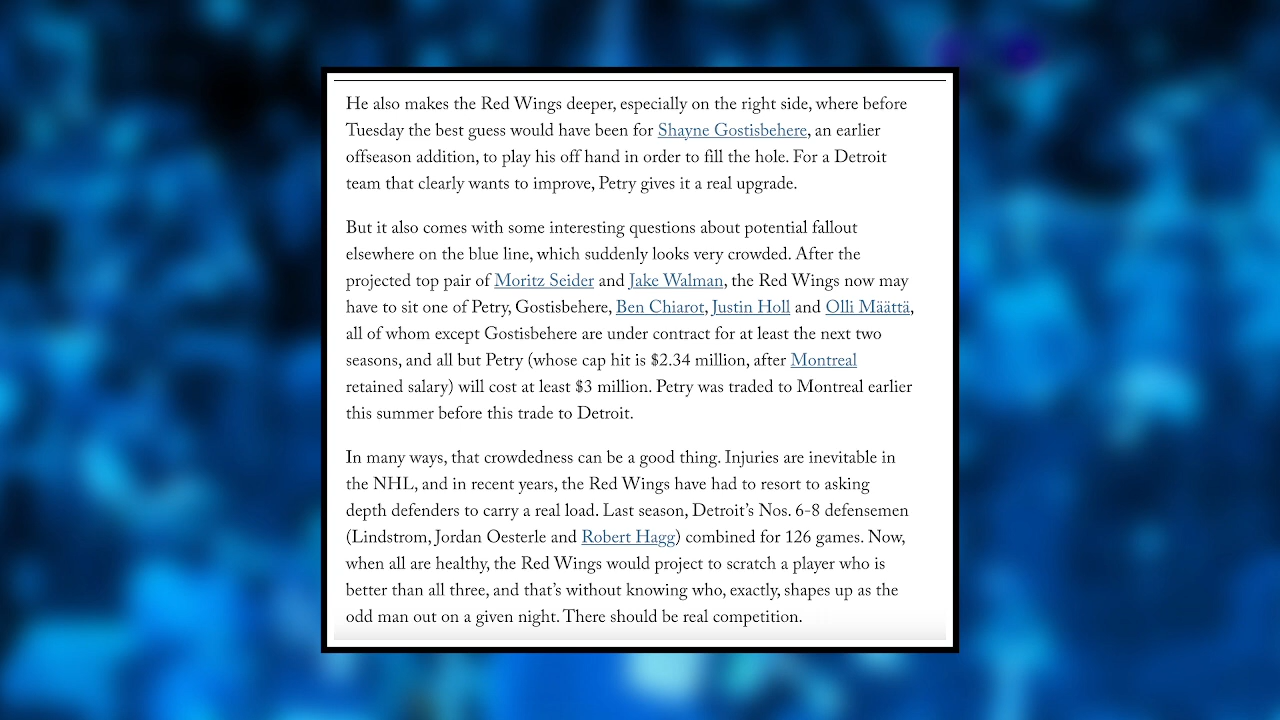 He also makes the Red Wings deeper, especially on the right side, where before
Tuesday the best guess would have been for Shayne Gostisbehere, an earlier
offseason addition, to play his off hand in order to fill the hole. For a Detroit
team that clearly wants to improve, Petry gives it a real upgrade.
But it also comes with some interesting questions about potential fallout
elsewhere on the blue line, which suddenly looks very crowded. After the
projected top pair of Moritz Seider and Jake Walman, the Red Wings now may
have to sit one of Petry, Gostisbehere, Ben Chiarot, Justin Holl and Olli Määttä,
all of whom except Gostisbehere are under contract for at least the next two
seasons, and all but Petry (whose cap hit is $2.34 million, after Montreal
retained salary) will cost at least $3 million. Petry was traded to Montreal earlier
this summer before this trade to Detroit.
In many ways, that crowdedness can be a good thing. Injuries are inevitable in
the NHL, and in recent years, the Red Wings have had to resort to asking
depth defenders to carry a real load. Last season, Detroit’s Nos. 6-8 defensemen
(Lindstrom, Jordan Oesterle and Robert Hagg) combined for 126 games. Now,
when all are healthy, the Red Wings would project to scratch a player who is
better than all three, and that’s without knowing who, exactly, shapes up as the
odd man out on a given night. There should be real competition.